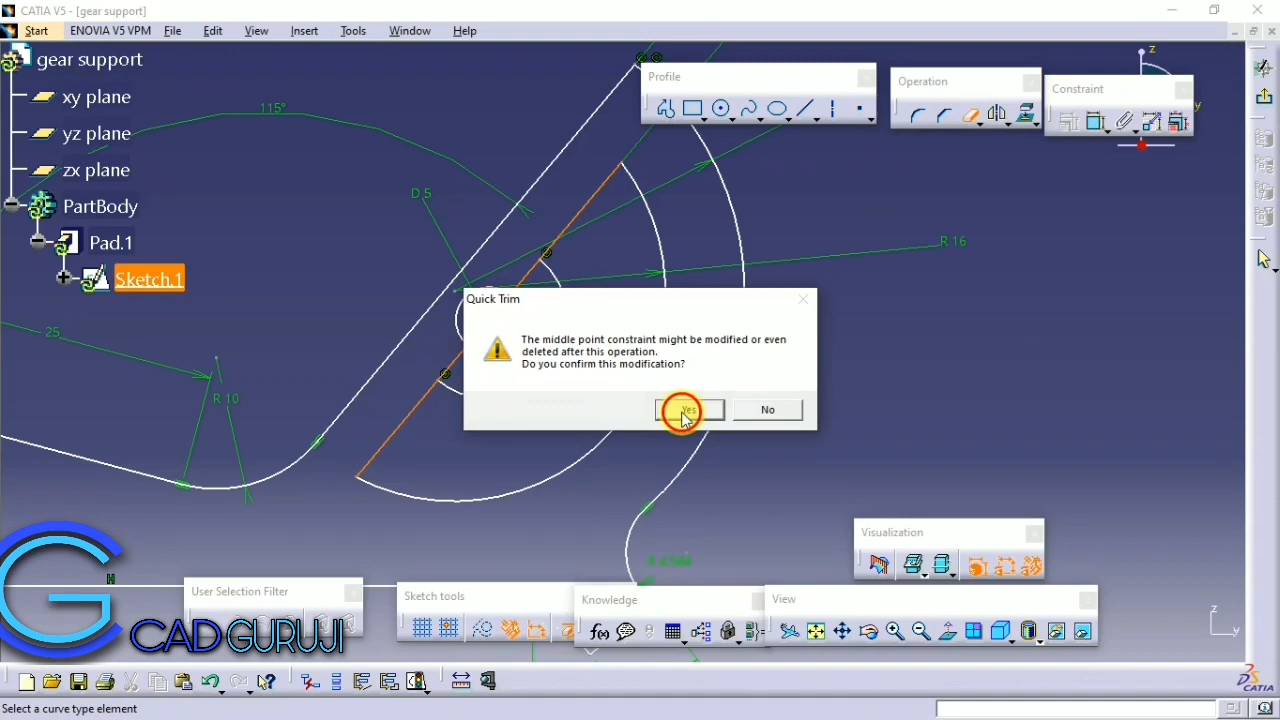 CATIA V5 - [gear support]
Start ENOVIA V5 VPM File Edit View Insert Tools Window Help
gear support
xy plane
yz plane
zx plane
PartBody
Pad.1
Sketch.1
Profile
Operation
Constraint
z
y
115°
D 5
R 16
25
R 10
Quick Trim
The middle point constraint might be modified or even
deleted after this operation.
Do you confirm this modification?
Yes No
H
Visualization
User Selection Filter
Sketch tools
Knowledge
View
f(x)
z
y
CAD GURUJI
CATIA
Select a curve type element